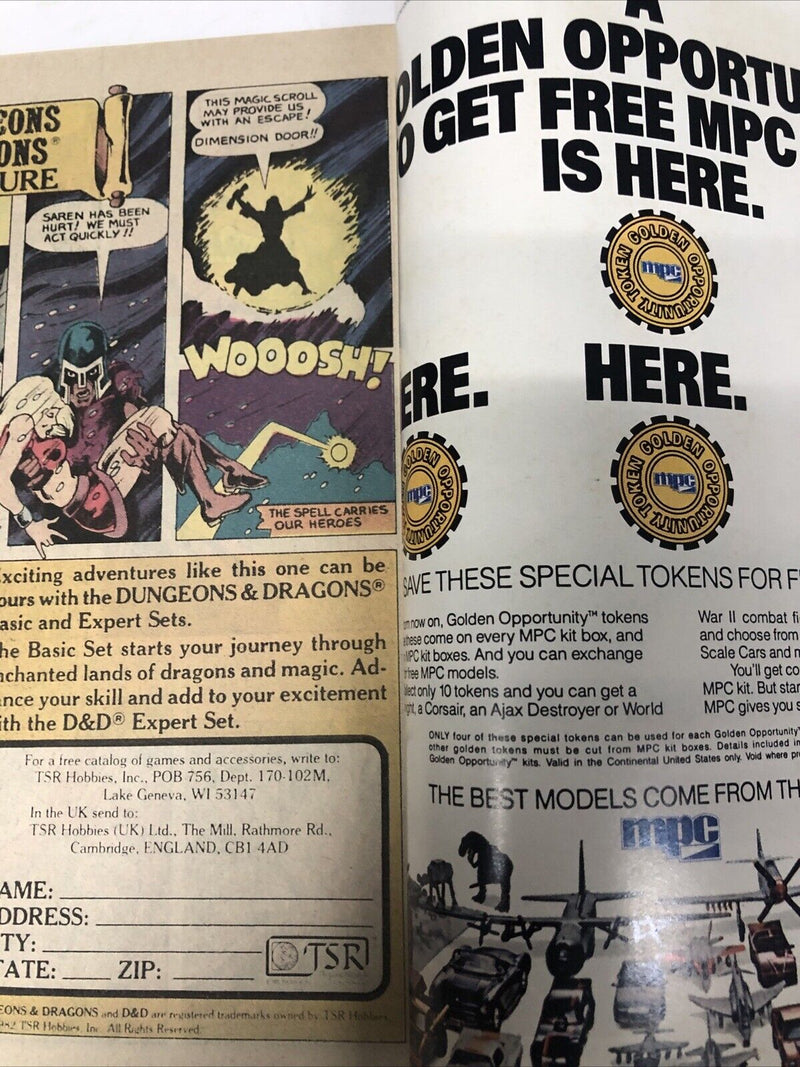 EONS
ONS®
URE
SAREN HAS BEEN
HURT! WE MUST
ACT QUICKLY!!
THIS MAGIC SCROLL
MAY PROVIDE US
WITH AN ESCAPE!
DIMENSION DOOR!!
WOOOSH!
THE SPELL CARRIES
OUR HEROES
xciting adventures like this one can be
ours with the DUNGEONS & DRAGONS®
asic and Expert Sets.
he Basic Set starts your journey through
nchanted lands of dragons and magic. Ad-
ance your skill and add to your excitement
ith the D&D® Expert Set.
For a free catalog of games and accessories, write to:
TSR Hobbies, Inc., POB 756, Dept. 170-102M,
Lake Geneva, WI 53147
In the UK send to:
TSR Hobbies (UK) Ltd., The Mill, Rathmore Rd.,
Cambridge, ENGLAND, CB1 4AD
AME:
DDRESS:
TY:
TATE: ZIP:
TSR
EONS & DRAGONS and D&D are registered trademarks owned by TSR Hobbies,
TSR Hobbies, Inc. All Rights Reserved.
A
OLDEN OPPORTU
O GET FREE MPC
IS HERE.
GOLDEN OPPORTUNITY TOKEN
mpc
ERE.
HERE.
GOLDEN OPPORTUNITY
mpc
GOLDEN OPPORTUNITY TOKEN
mpc
SAVE THESE SPECIAL TOKENS FOR F
m now on, Golden Opportunity™ tokens
these come on every MPC kit box, and
MPC kit boxes. And you can exchange
free MPC models.
lect only 10 tokens and you can get a
ght, a Corsair, an Ajax Destroyer or World
War II combat fi
and choose from
Scale Cars and m
You'll get co
MPC kit. But star
MPC gives you s
ONLY four of these special tokens can be used for each Golden Opportunity™
other golden tokens must be cut from MPC kit boxes. Details included in
Golden Opportunity™ kits. Valid in the Continental United States only. Void where pr
THE BEST MODELS COME FROM TH
mpc